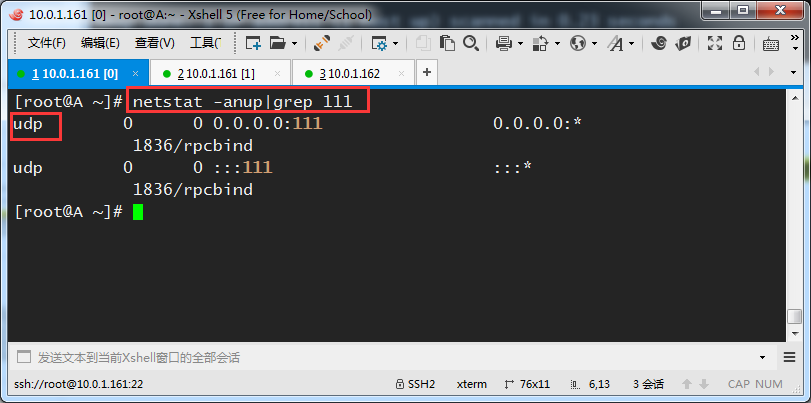 10.0.1.161 [0] - root@A:~ - Xshell 5 (Free for Home/School)
文件(F) 编辑(E) 查看(V) 工具(
1 10.0.1.161 [0] × 2 10.0.1.161 [1] × 3 10.0.1.162 × +
[root@A ~]# netstat -anup|grep 111
udp 0 0 0.0.0.0:111 0.0.0.0:*
1836/rpcbind
udp 0 0 :::111 :::*
1836/rpcbind
[root@A ~]#
发送文本到当前Xshell窗口的全部会话
ssh://root@10.0.1.161:22 SSH2 xterm 76x11 6,13 3 会话 CAP NUM